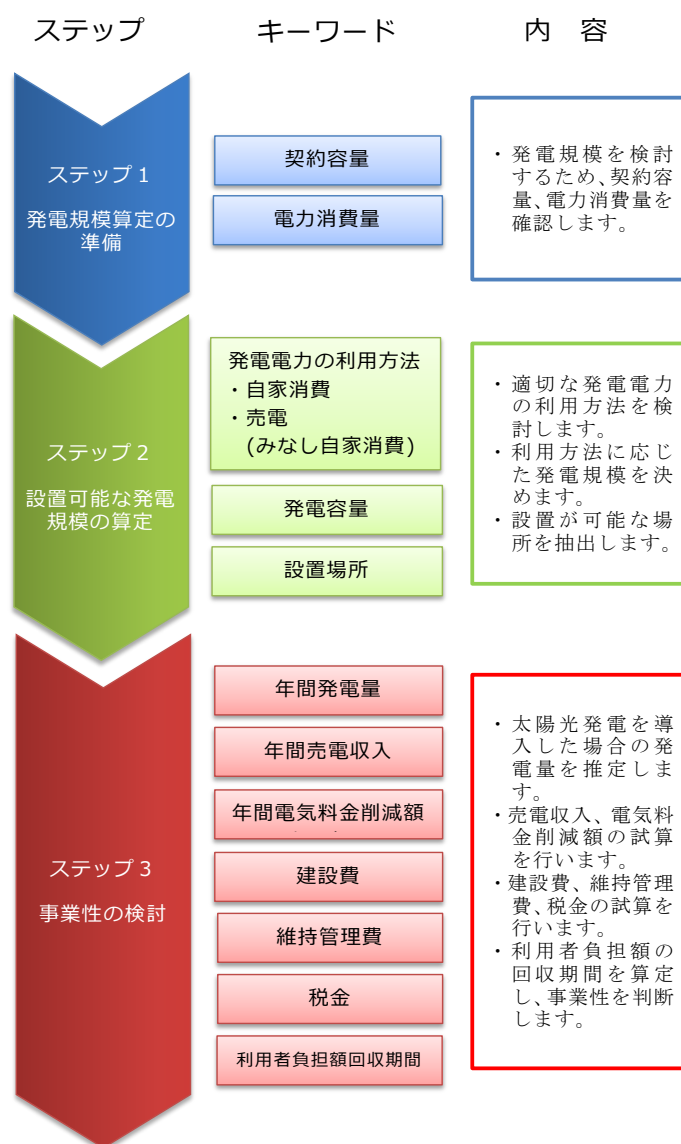 ステップ
キーワード
内 容
ステップ1
発電規模算定の
準備
契約容量
電力消費量
・発電規模を検討
するため、契約容
量、電力消費量を
確認します。
ステップ2
設置可能な発電
規模の算定
発電電力の利用方法
・自家消費
・売電
(みなし自家消費)
発電容量
設置場所
・適切な発電電力
の利用方法を検
討します。
・利用方法に応じ
た発電規模を決
めます。
・設置が可能な場
所を抽出します。
ステップ3
事業性の検討
年間発電量
年間売電収入
年間電気料金削減額
建設費
維持管理費
税金
利用者負担額回収期間
・太陽光発電を導
入した場合の発
電量を推定しま
す。
・売電収入、電気料
金削減額の試算
を行います。
・建設費、維持管理
費、税金の試算を
行います。
・利用者負担額の
回収期間を算定
し、事業性を判断
します。